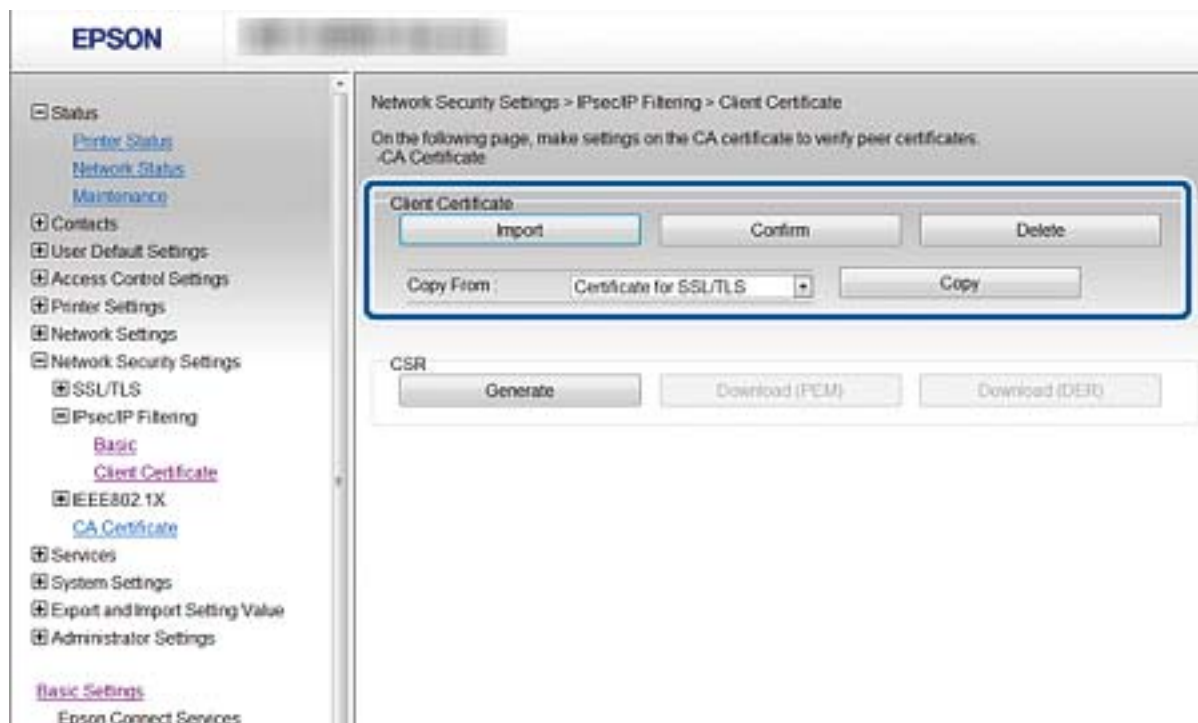 EPSON
Status
Printer Status
Network Status
Maintenance
Contacts
User Default Settings
Access Control Settings
Printer Settings
Network Settings
Network Security Settings
SSL/TLS
IPsec/IP Filtering
Basic
Client Certificate
IEEE802.1X
CA Certificate
Services
System Settings
Export and Import Setting Value
Administrator Settings
Basic Settings
Epson Connect Services
Network Security Settings > IPsec/IP Filtering > Client Certificate
On the following page, make settings on the CA certificate to verify peer certificates.
-CA Certificate
Client Certificate
Import Confirm Delete
Copy From : Certificate for SSL/TLS Copy
CSR
Generate Download (PEM) Download (DER)